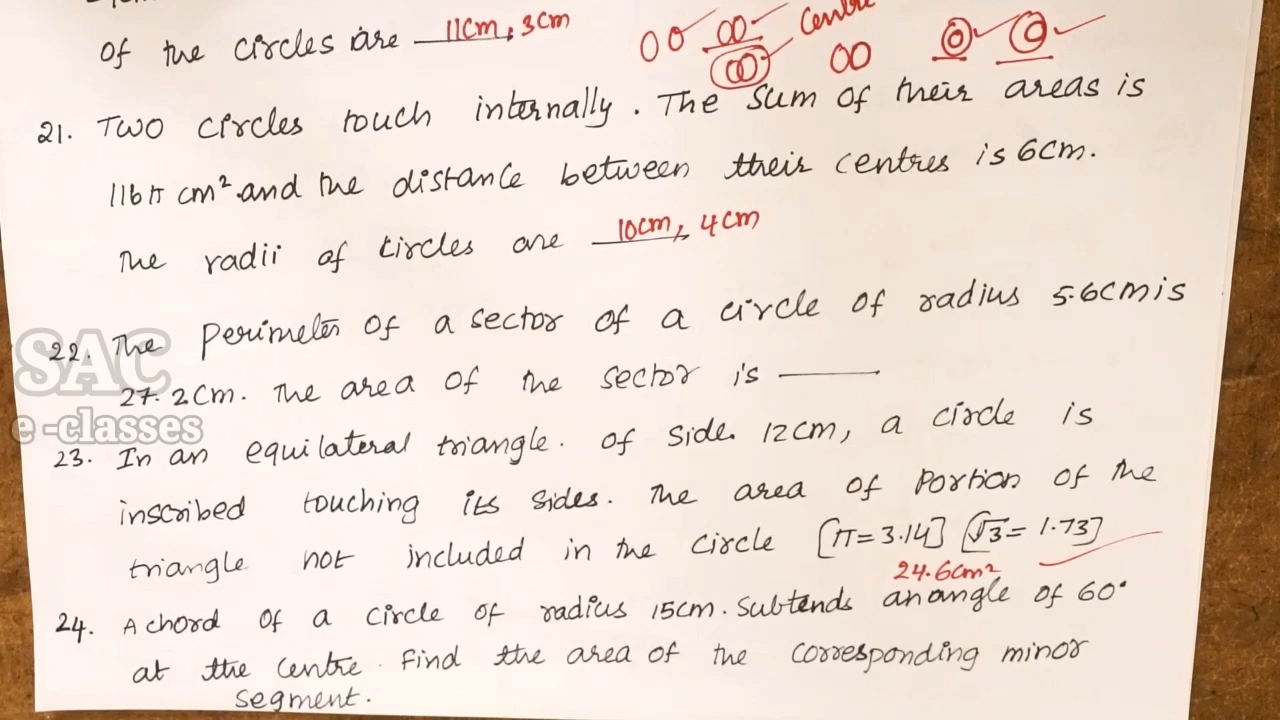 of the circles are 11cm, 3cm
centre
21. Two circles touch internally. The sum of their areas is
116π cm² and the distance between their centres is 6cm.
The radii of circles are 10cm, 4cm
22. The perimeter of a sector of a circle of radius 5.6cm is
27.2cm. The area of the sector is ———
23. In an equilateral triangle. of side 12cm, a circle is
inscribed touching its sides. The area of portion of the
triangle not included in the circle [π=3.14] [√3=1.73]
24.6cm²
24. A chord of a circle of radius 15cm. subtends an angle of 60°
at the centre. Find the area of the corresponding minor
segment.
SAC
e-classes